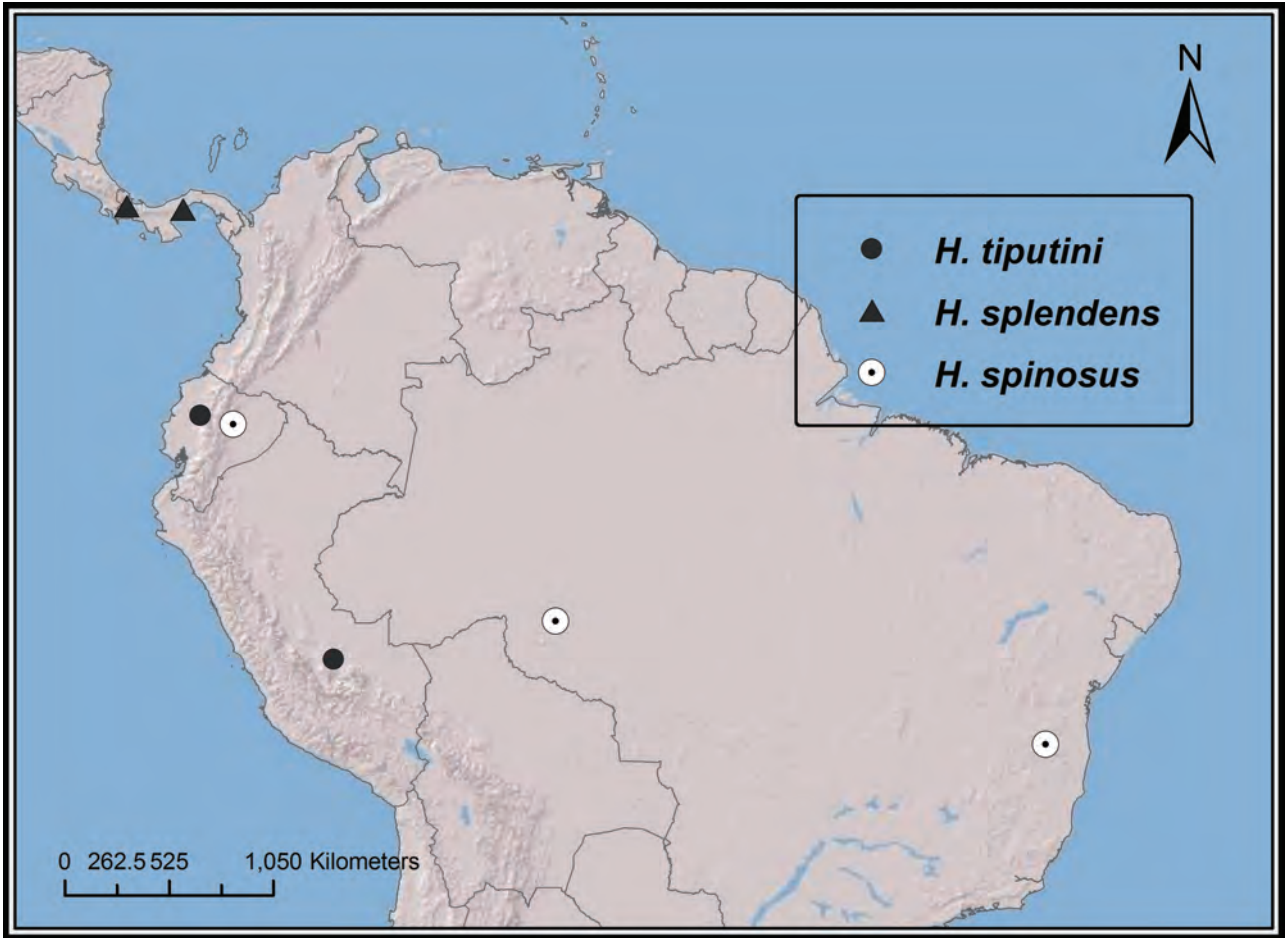 N
H. tiputini
H. splendens
H. spinosus
0 262.5 525 1,050 Kilometers